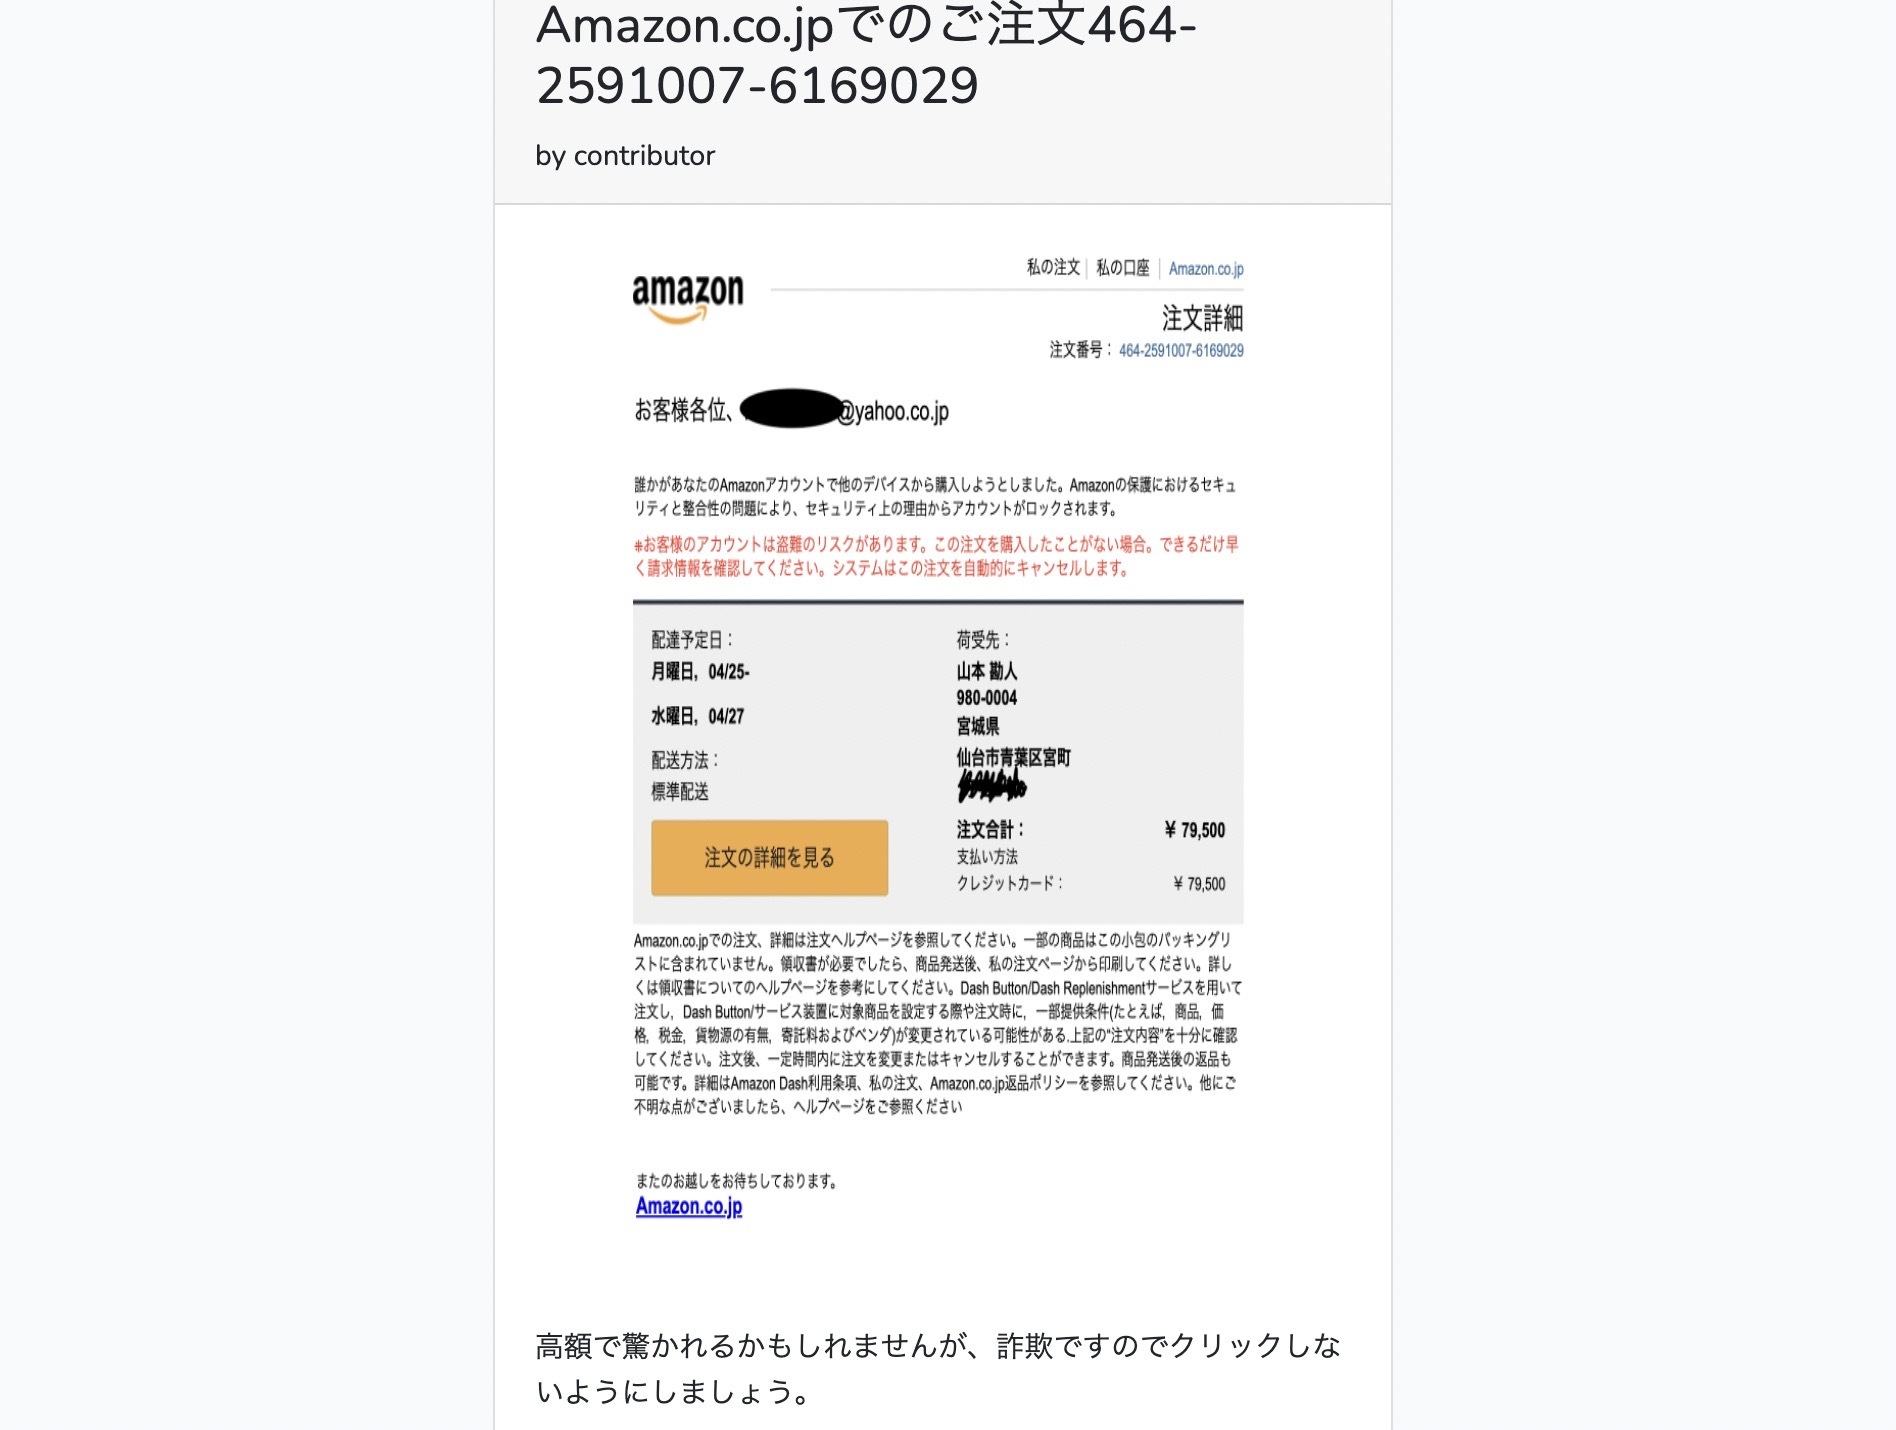 Amazon.co.jpでのご注文464-
2591007-6169029
by contributor
amazon
私の注文 | 私の口座 | Amazon.co.jp
注文詳細
注文番号： 464-2591007-6169029
お客様各位、 @yahoo.co.jp
誰かがあなたのAmazonアカウントで他のデバイスから購入しようとしました。Amazonの保護におけるセキュ
リティと整合性の問題により、セキュリティ上の理由からアカウントがロックされます。
*お客様のアカウントは盗難のリスクがあります。この注文を購入したことがない場合。できるだけ早
く請求情報を確認してください。システムはこの注文を自動的にキャンセルします。
配達予定日：
月曜日, 04/25-
水曜日, 04/27
配送方法：
標準配送
注文の詳細を見る
荷受先：
山本 勘人
980-0004
宮城県
仙台市青葉区宮町
注文合計： ￥ 79,500
支払い方法
クレジットカード： ￥ 79,500
Amazon.co.jpでの注文、詳細は注文ヘルプページを参照してください。一部の商品はこの小包のパッキングリ
ストに含まれていません。領収書が必要でしたら、商品発送後、私の注文ページから印刷してください。詳し
くは領収書についてのヘルプページを参考にしてください。Dash Button/Dash Replenishmentサービスを用いて
注文し, Dash Button/サービス装置に対象商品を設定する際や注文時に, 一部提供条件(たとえば, 商品, 価
格, 税金, 貨物源の有無, 寄託料およびベンダ)が変更されている可能性がある.上記の"注文内容"を十分に確認
してください。注文後、一定時間内に注文を変更またはキャンセルすることができます。商品発送後の返品も
可能です。詳細はAmazon Dash利用条項、私の注文、Amazon.co.jp返品ポリシーを参照してください。他にご
不明な点がございましたら、ヘルプページをご参照ください
またのお越しをお待ちしております。
Amazon.co.jp
高額で驚かれるかもしれませんが、詐欺ですのでクリックしな
いようにしましょう。